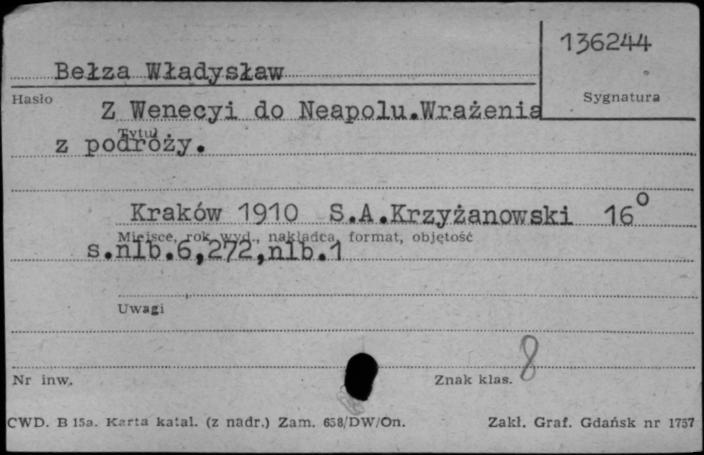 136244
Bełza Władysław
Hasło
Sygnatura
Z Wenecyi do Neapolu.Wrażenia
Tytuł
z podróży.
Kraków 1910 S.A.Krzyżanowski 16°
Miejsce, rok wyd., nakładca, format, objętość
s.nlb.6,272,nlb.1
Uwagi
8
Nr inw.
Znak klas.
CWD. B 15a. Karta katal. (z nadr.) Zam. 658/DW/On. Zakł. Graf. Gdańsk nr 1757